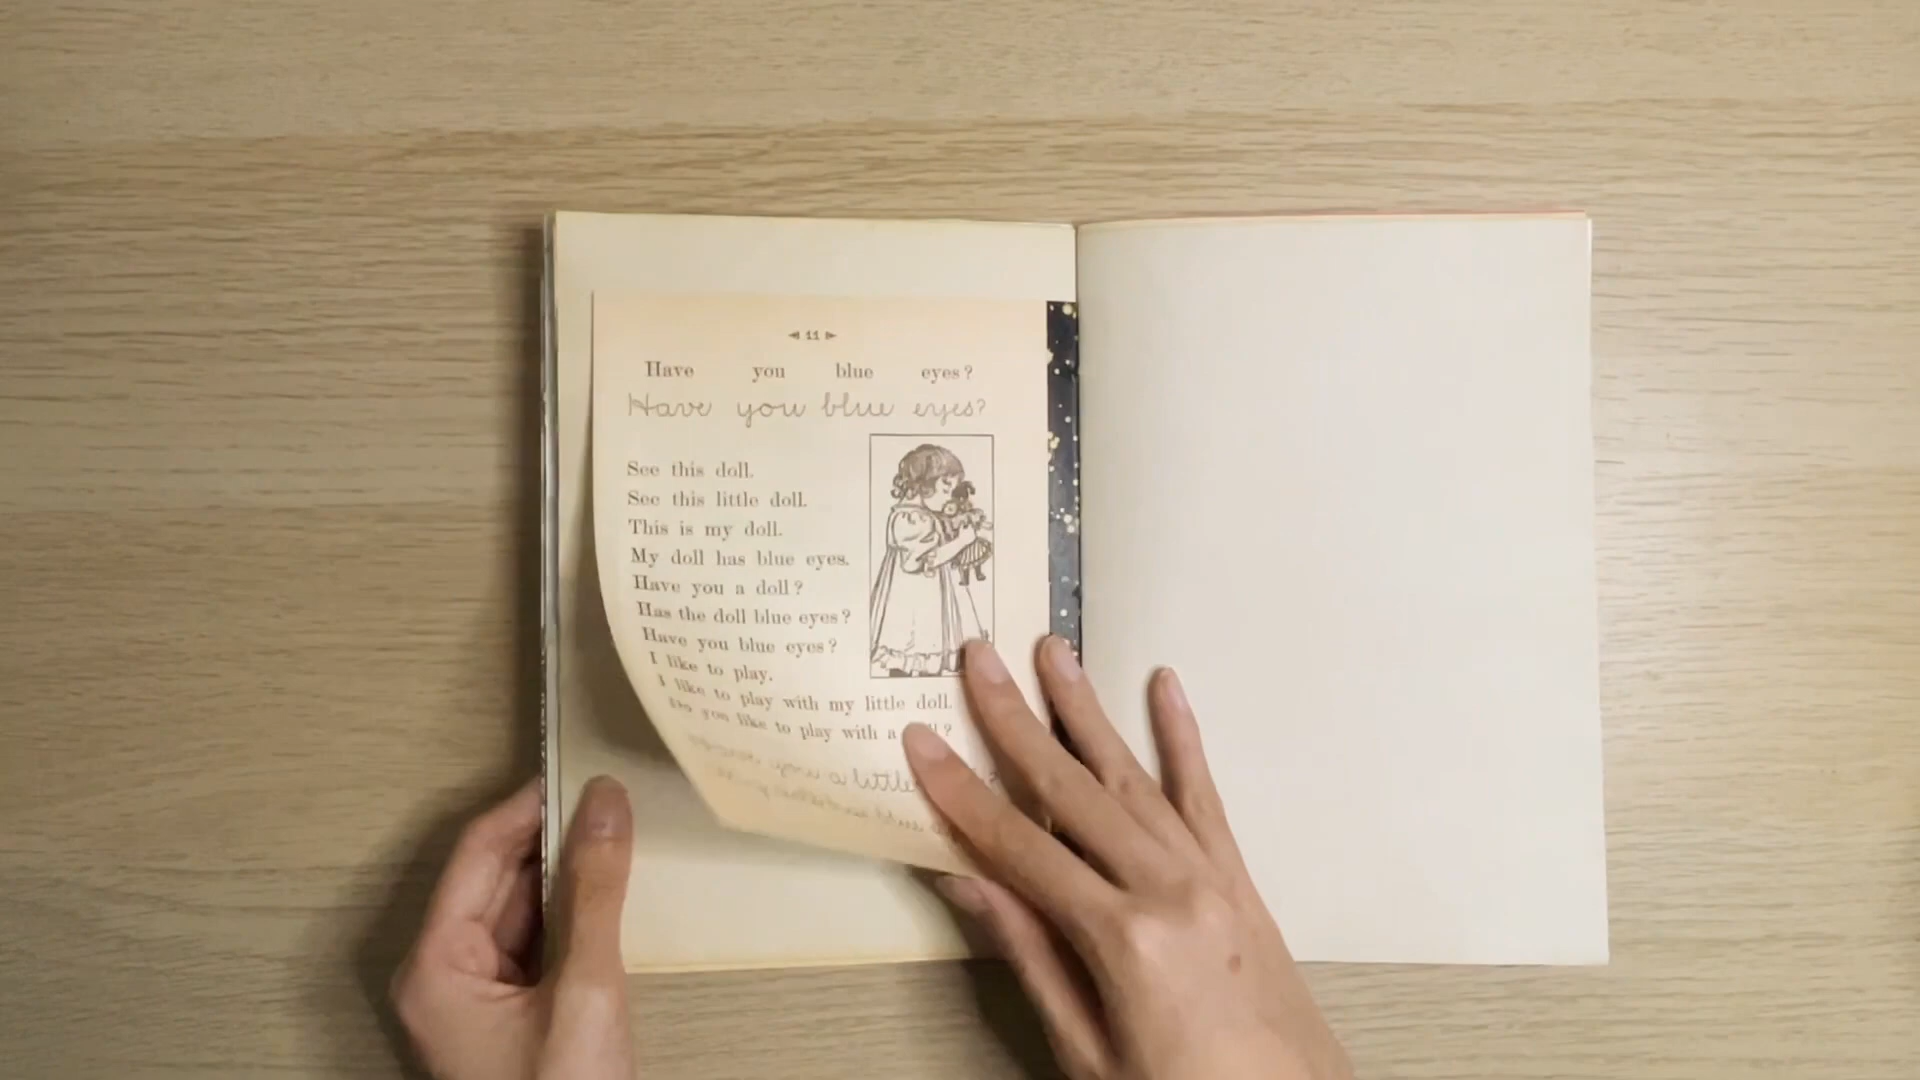 11
Have you blue eyes?
Have you blue eyes?
See this doll.
See this little doll.
This is my doll.
My doll has blue eyes.
Have you a doll?
Has the doll blue eyes?
Have you blue eyes?
I like to play.
I like to play with my little doll.
Do you like to play with a ?
you a little